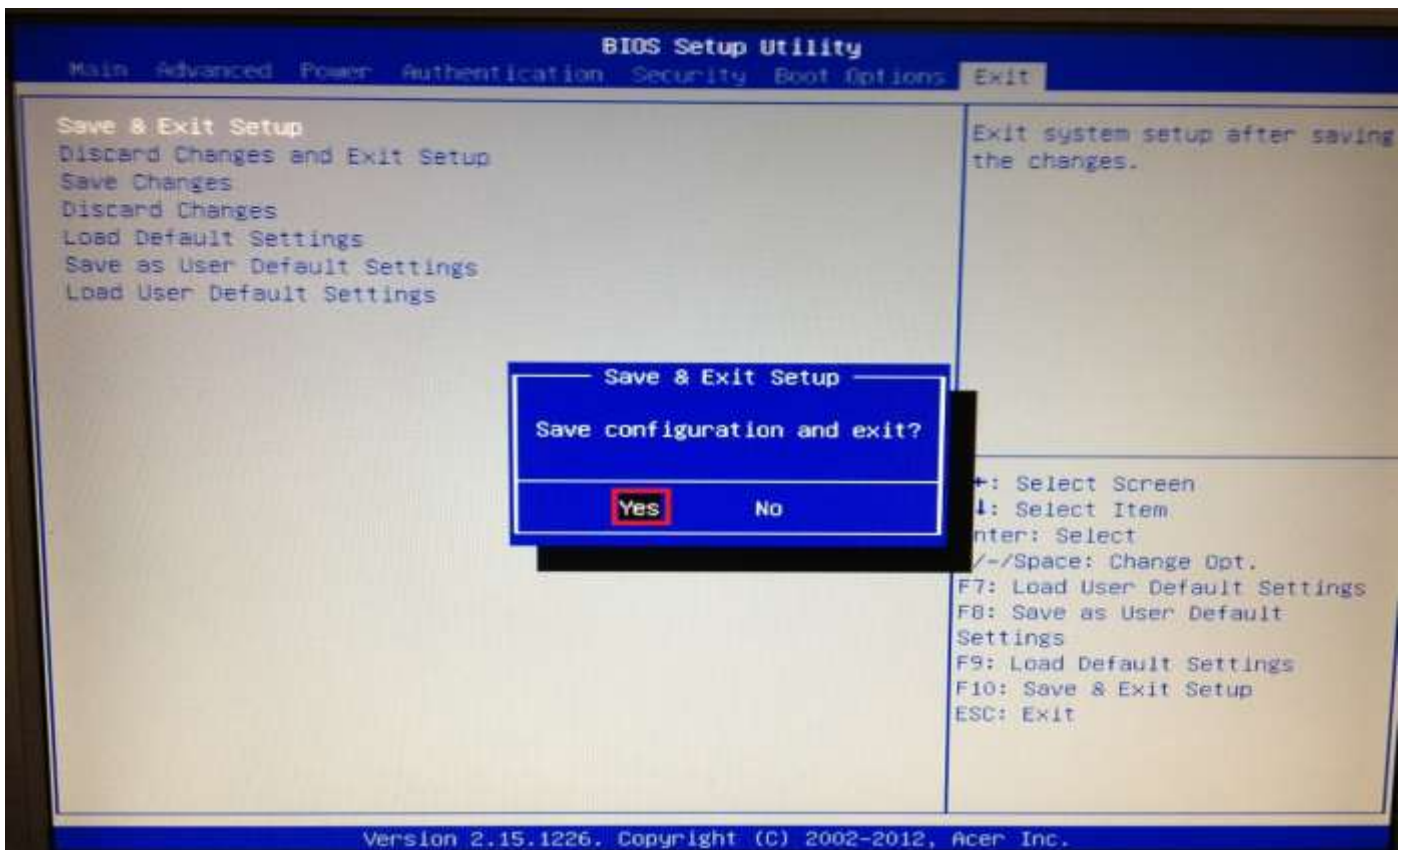 BIOS Setup Utility
Main Advanced Power Authentication Security Boot Options Exit
Save & Exit Setup
Discard Changes and Exit Setup
Save Changes
Discard Changes
Load Default Settings
Save as User Default Settings
Load User Default Settings
Exit system setup after saving
the changes.
Save & Exit Setup
Save configuration and exit?
Yes No
: Select Screen
↓: Select Item
nter: Select
/-/Space: Change Opt.
F7: Load User Default Settings
F8: Save as User Default
Settings
F9: Load Default Settings
F10: Save & Exit Setup
ESC: Exit
Version 2.15.1226. Copyright (C) 2002-2012, Acer Inc.